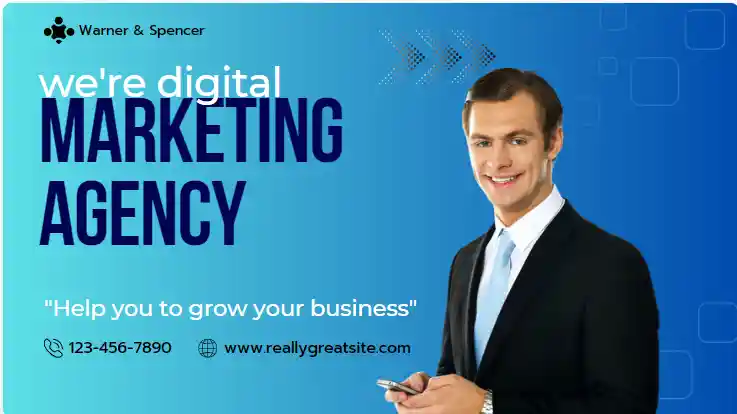 Warner & Spencer
we're digital
MARKETING
AGENCY
"Help you to grow your business"
123-456-7890 www.reallygreatsite.com